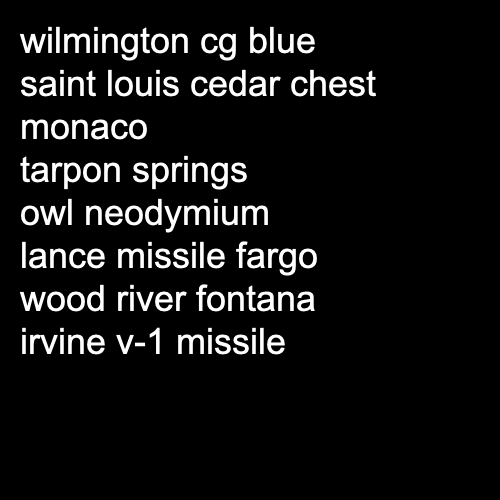 wilmington cg blue
saint louis cedar chest
monaco
tarpon springs
owl neodymium
lance missile fargo
wood river fontana
irvine v-1 missile